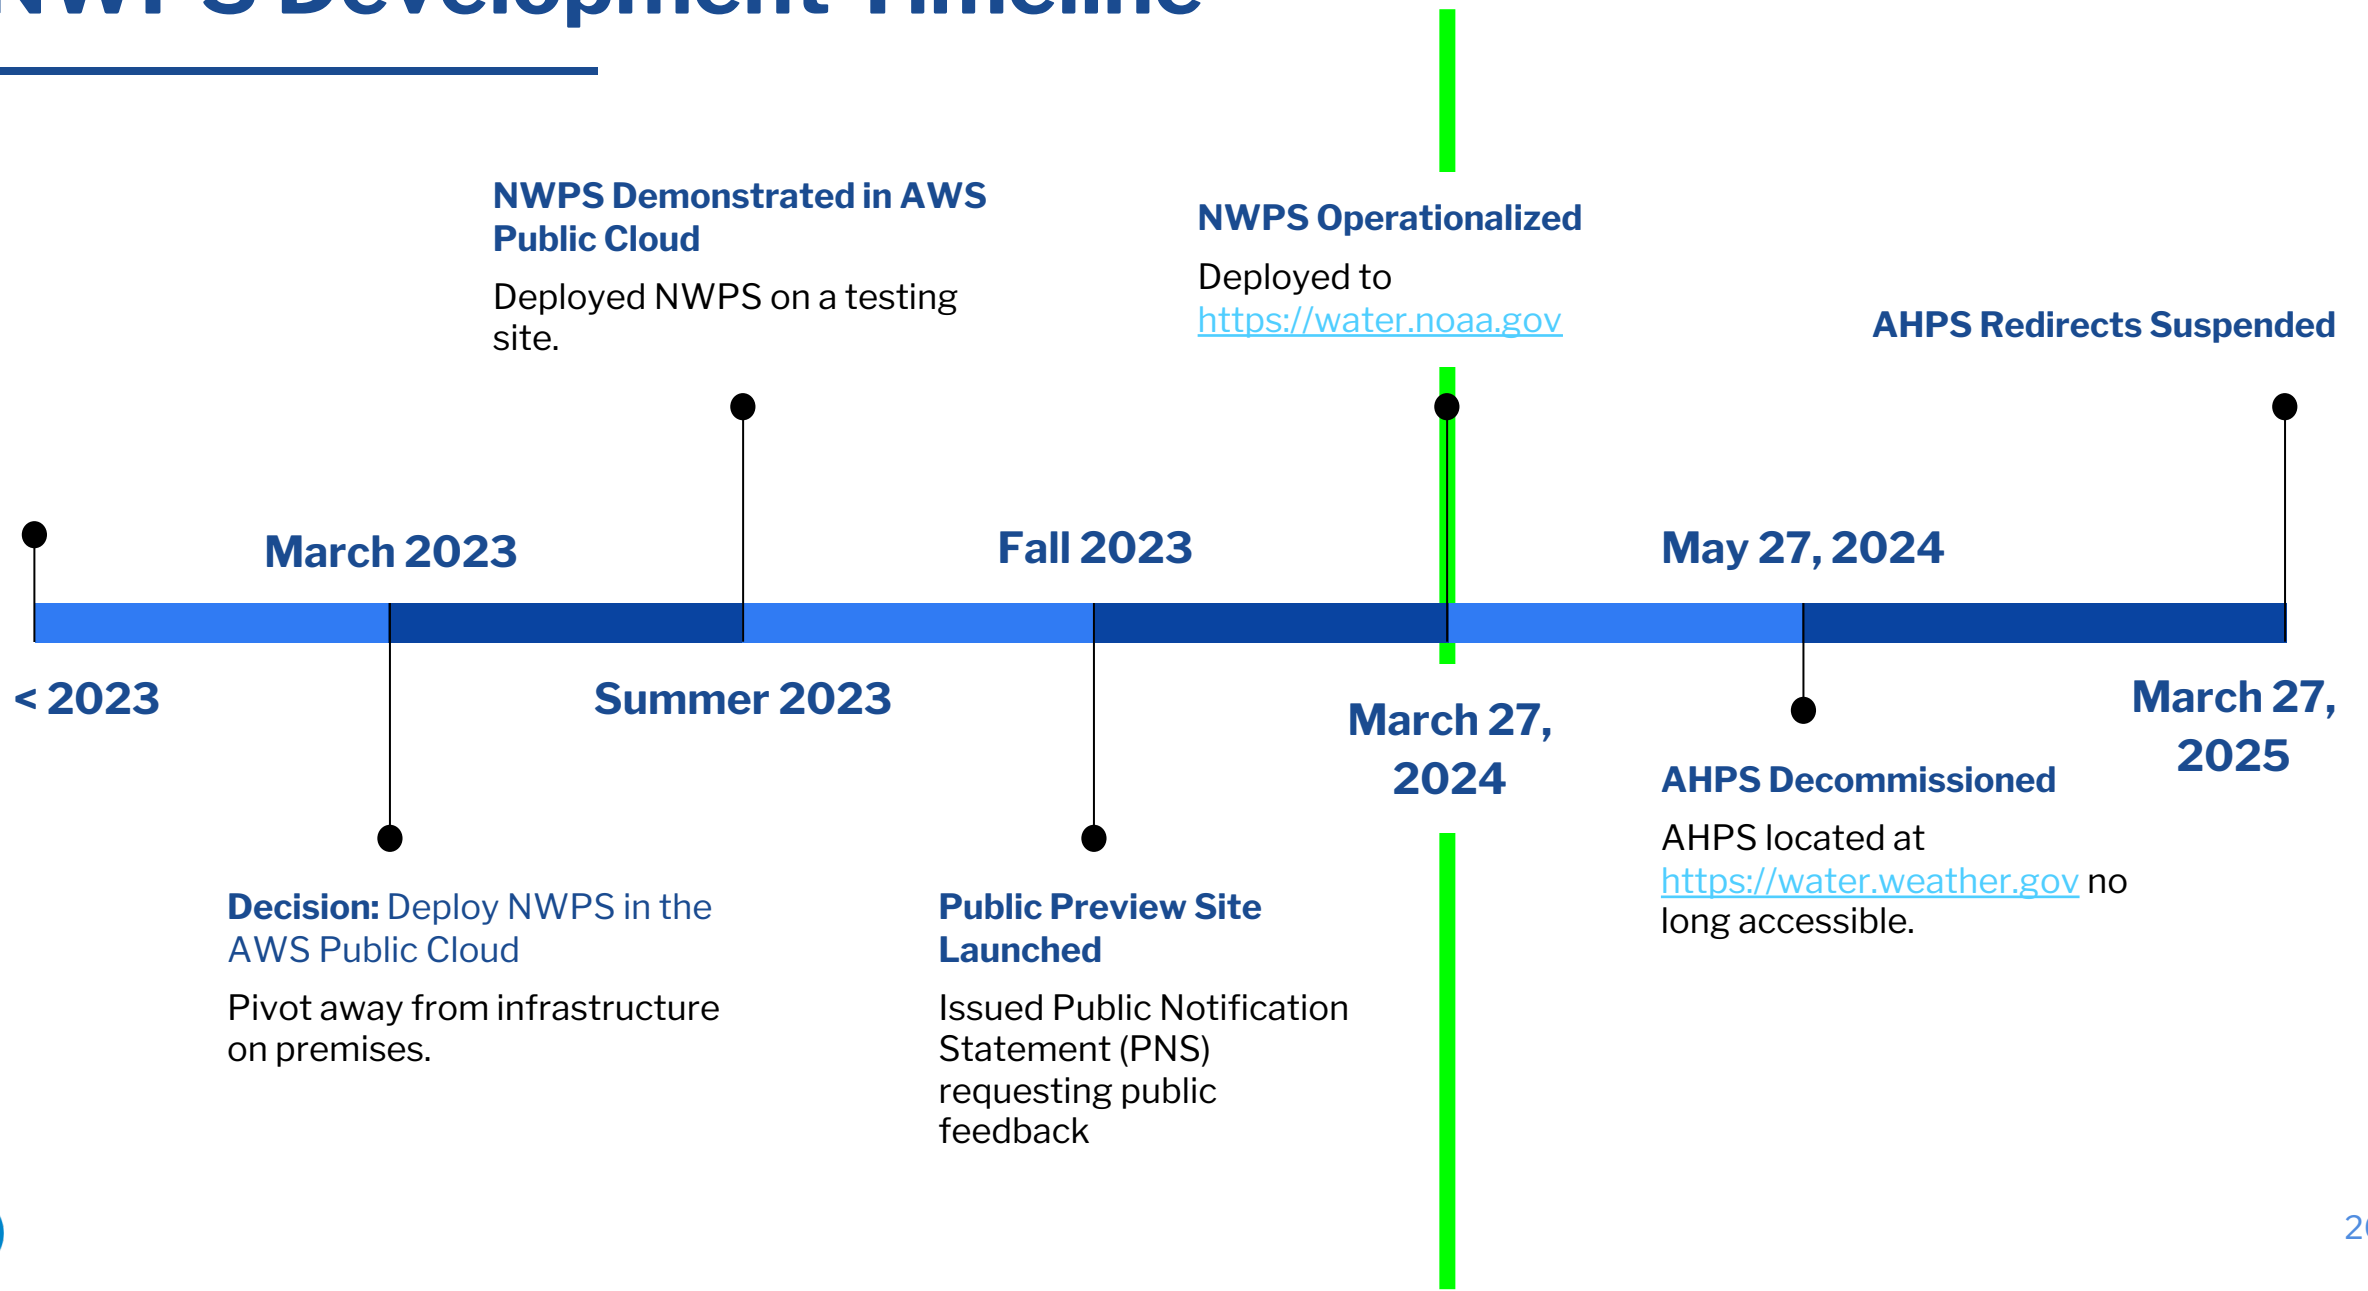 NWPS Development Timeline
NWPS Demonstrated in AWS
Public Cloud
Deployed NWPS on a testing
site.
NWPS Operationalized
Deployed to
https://water.noaa.gov
AHPS Redirects Suspended
March 2023
Fall 2023
May 27, 2024
< 2023
Summer 2023
March 27,
2024
March 27,
2025
Decision: Deploy NWPS in the
AWS Public Cloud
Pivot away from infrastructure
on premises.
Public Preview Site
Launched
Issued Public Notification
Statement (PNS)
requesting public
feedback
AHPS Decommissioned
AHPS located at
https://water.weather.gov no
long accessible.